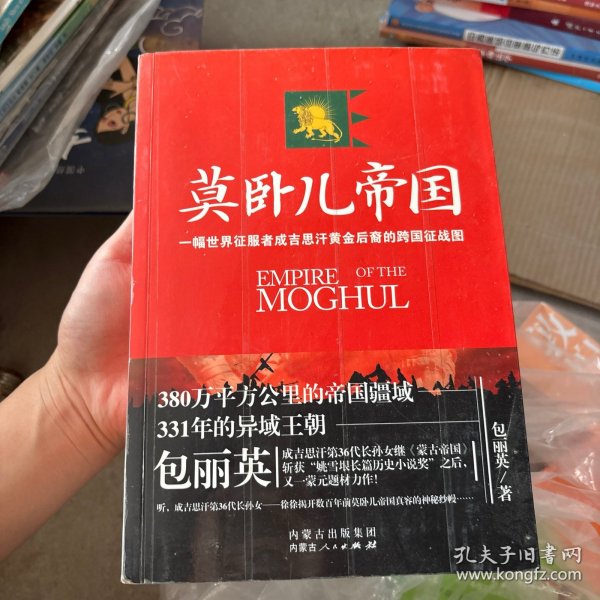 莫卧儿帝国
一幅世界征服者成吉思汗黄金后裔的跨国征战图
EMPIRE OF THE
MOGHUL
380万平方公里的帝国疆域
331年的异域王朝
包丽英
成吉思汗第36代长孙女继《蒙古帝国》
斩获“姚雪垠长篇历史小说奖”之后,
又一蒙元题材力作!
听,成吉思汗第36代长孙女——徐徐揭开数百年前莫卧儿帝国真容的神秘纱幔……
包丽英/著
内蒙古出版集团
内蒙古人民出版社
孔夫子旧书网
www.kongfz.com